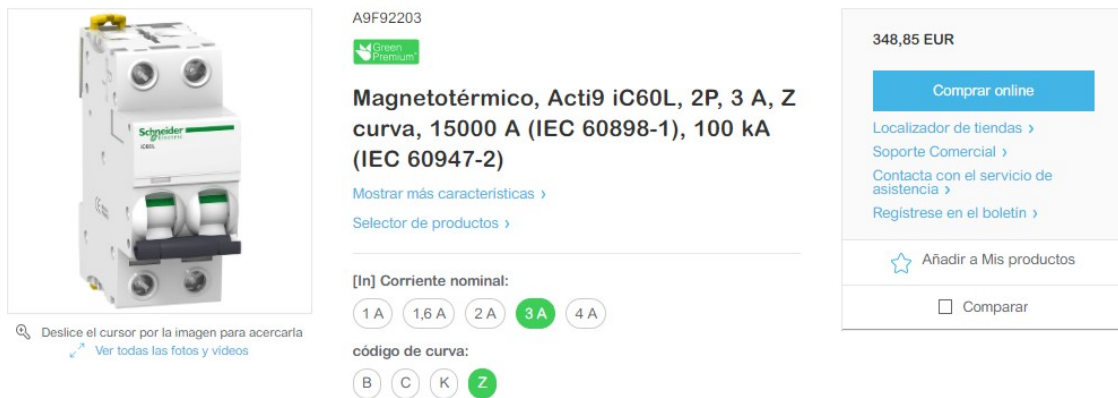 A9F92203
Green
Premium
Magnetotérmico, Acti9 iC60L, 2P, 3 A, Z
curva, 15000 A (IEC 60898-1), 100 kA
(IEC 60947-2)
Mostrar más características ›
Selector de productos ›
[In] Corriente nominal:
1 A 1,6 A 2 A 3 A 4 A
código de curva:
B C K Z
Schneider
Electric
iC60L
Deslice el cursor por la imagen para acercarla
Ver todas las fotos y videos
348,85 EUR
Comprar online
Localizador de tiendas ›
Soporte Comercial ›
Contacta con el servicio de
asistencia ›
Regístrese en el boletín ›
Añadir a Mis productos
Comparar